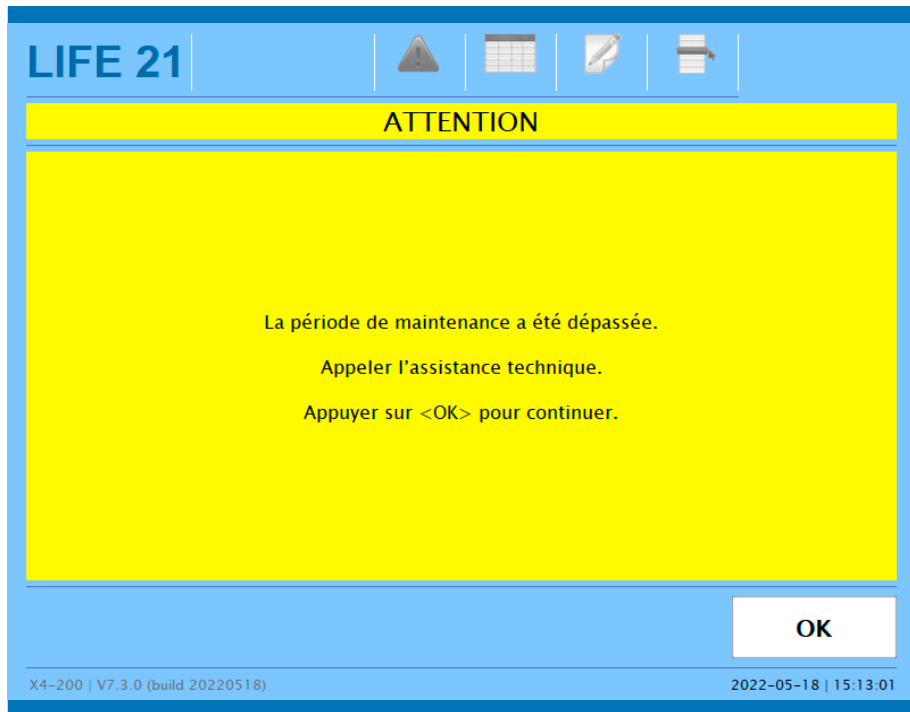 LIFE 21
ATTENTION
La période de maintenance a été dépassée.
Appeler l'assistance technique.
Appuyer sur <OK> pour continuer.
OK
X4-200 | V7.3.0 (build 20220518)
2022-05-18 | 15:13:01